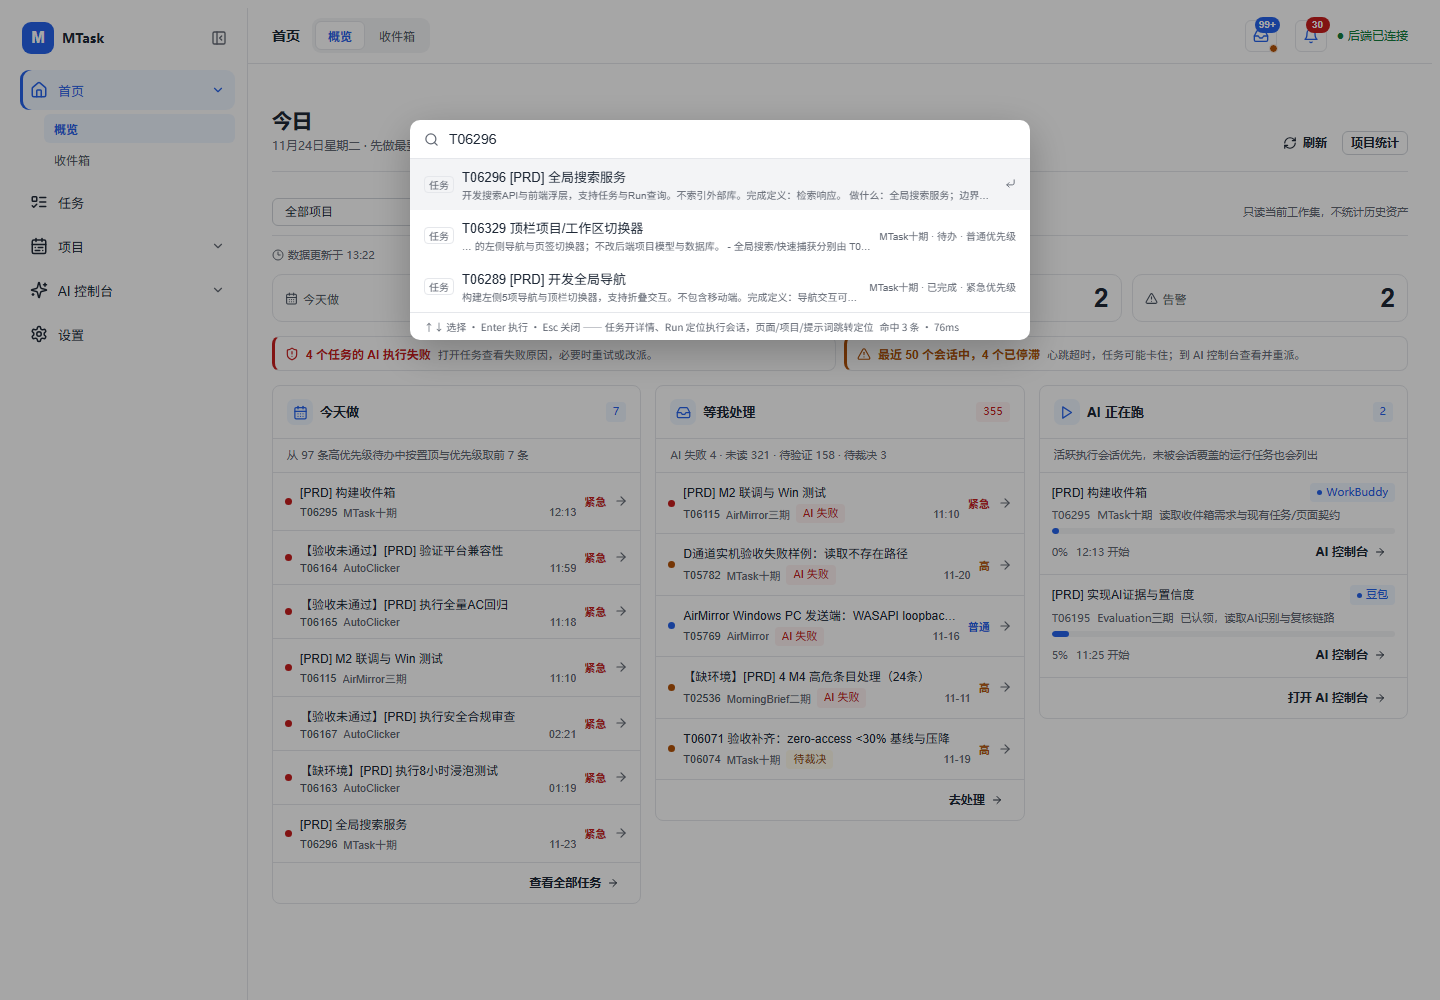 M MTask
首页
概览
收件箱
任务
项目
AI 控制台
设置
首页 概览 收件箱
99+ 30 后端已连接
今日
11月24日星期二 · 先做最
刷新 项目统计
T06296
任务 T06296 [PRD] 全局搜索服务
开发搜索API与前端浮层，支持任务与Run查询。不索引外部库。完成定义：检索响应。 做什么：全局搜索服务；边界…
任务 T06329 顶栏项目/工作区切换器
… 的左侧导航与页签切换器；不改后端项目模型与数据库。 - 全局搜索/快速捕获分别由 T0… MTask十期 · 待办 · 普通优先级
任务 T06289 [PRD] 开发全局导航
构建左侧5项导航与顶栏切换器，支持折叠交互。不包含移动端。完成定义：导航交互可… MTask十期 · 已完成 · 紧急优先级
↑↓ 选择 · Enter 执行 · Esc 关闭 —— 任务开详情、Run 定位执行会话，页面/项目/提示词跳转定位 命中 3 条 · 76ms
全部项目 只读当前工作集，不统计历史资产
数据更新于 13:22
今天做 2 告警 2
4 个任务的 AI 执行失败 打开任务查看失败原因，必要时重试或改派。
最近 50 个会话中，4 个已停滞 心跳超时，任务可能卡住；到 AI 控制台查看并重派。
今天做 7
从 97 条高优先级待办中按置顶与优先级取前 7 条
[PRD] 构建收件箱
T06295 MTask十期 12:13 紧急
【验收未通过】[PRD] 验证平台兼容性
T06164 AutoClicker 11:59 紧急
【验收未通过】[PRD] 执行全量AC回归
T06165 AutoClicker 11:18 紧急
[PRD] M2 联调与 Win 测试
T06115 AirMirror三期 11:10 紧急
【验收未通过】[PRD] 执行安全合规审查
T06167 AutoClicker 02:21 紧急
【缺环境】[PRD] 执行8小时浸泡测试
T06163 AutoClicker 01:19 紧急
[PRD] 全局搜索服务
T06296 MTask十期 11-23 紧急
查看全部任务
等我处理 355
AI 失败 4 · 未读 321 · 待验证 158 · 待裁决 3
[PRD] M2 联调与 Win 测试
T06115 AirMirror三期 AI 失败 11:10 紧急
D通道实机验收失败样例：读取不存在路径
T05782 MTask十期 AI 失败 11-20 高
AirMirror Windows PC 发送端：WASAPI loopbac...
T05769 AirMirror AI 失败 11-16 普通
【缺环境】[PRD] 4 M4 高危条目处理（24条）
T02536 MorningBrief二期 AI 失败 11-11 高
T06071 验收补齐：zero-access <30% 基线与压降
T06074 MTask十期 待裁决 11-19 高
去处理
AI 正在跑 2
活跃执行会话优先，未被会话覆盖的运行任务也会列出
[PRD] 构建收件箱 WorkBuddy
T06295 MTask十期 读取收件箱需求与现有任务/页面契约
0% 12:13 开始 AI 控制台
[PRD] 实现AI证据与置信度 豆包
T06195 Evaluation三期 已认领，读取AI识别与复核链路
5% 11:25 开始 AI 控制台
打开 AI 控制台